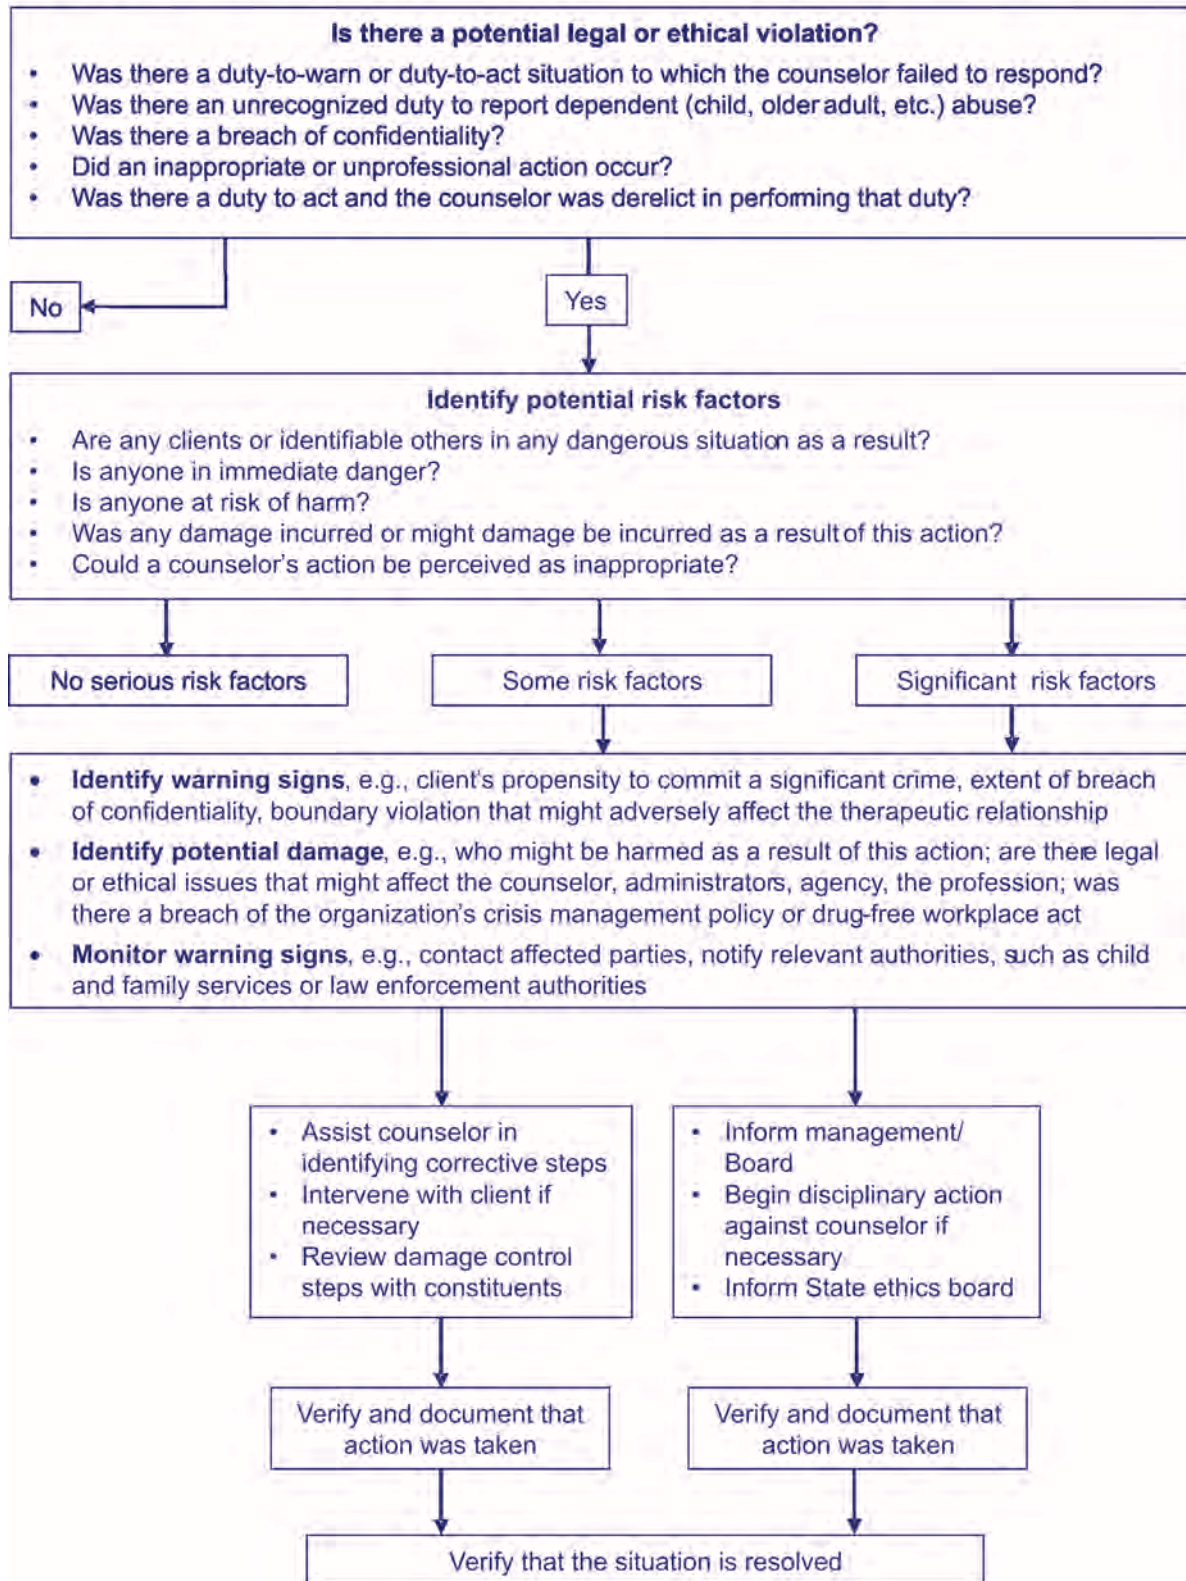 Is there a potential legal or ethical violation?
• Was there a duty-to-warn or duty-to-act situation to which the counselor failed to respond?
• Was there an unrecognized duty to report dependent (child, older adult, etc.) abuse?
• Was there a breach of confidentiality?
• Did an inappropriate or unprofessional action occur?
• Was there a duty to act and the counselor was derelict in performing that duty?
No
Yes
Identify potential risk factors
• Are any clients or identifiable others in any dangerous situation as a result?
• Is anyone in immediate danger?
• Is anyone at risk of harm?
• Was any damage incurred or might damage be incurred as a result of this action?
• Could a counselor's action be perceived as inappropriate?
No serious risk factors
Some risk factors
Significant risk factors
• Identify warning signs, e.g., client's propensity to commit a significant crime, extent of breach
of confidentiality, boundary violation that might adversely affect the therapeutic relationship
• Identify potential damage, e.g., who might be harmed as a result of this action; are there legal
or ethical issues that might affect the counselor, administrators, agency, the profession; was
there a breach of the organization's crisis management policy or drug-free workplace act
• Monitor warning signs, e.g., contact affected parties, notify relevant authorities, such as child
and family services or law enforcement authorities
• Assist counselor in
identifying corrective steps
• Intervene with client if
necessary
• Review damage control
steps with constituents
• Inform management/
Board
• Begin disciplinary action
against counselor if
necessary
• Inform State ethics board
Verify and document that
action was taken
Verify and document that
action was taken
Verify that the situation is resolved